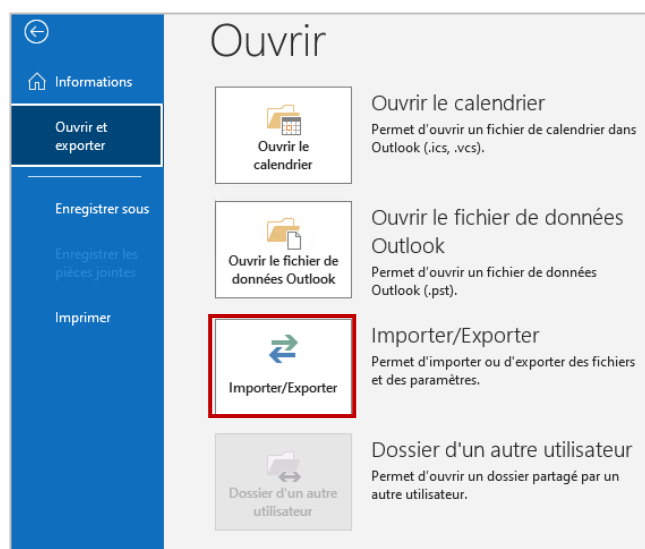 Ouvrir
Informations
Ouvrir et
exporter
Enregistrer sous
Enregistrer les
pièces jointes
Imprimer
Ouvrir le
calendrier
Ouvrir le calendrier
Permet d'ouvrir un fichier de calendrier dans
Outlook (.ics, .vcs).
Ouvrir le fichier de
données Outlook
Ouvrir le fichier de données
Outlook
Permet d'ouvrir un fichier de données
Outlook (.pst).
Importer/Exporter
Importer/Exporter
Permet d'importer ou d'exporter des fichiers
et des paramètres.
Dossier d'un autre
utilisateur
Dossier d'un autre utilisateur
Permet d'ouvrir un dossier partagé par un
autre utilisateur.